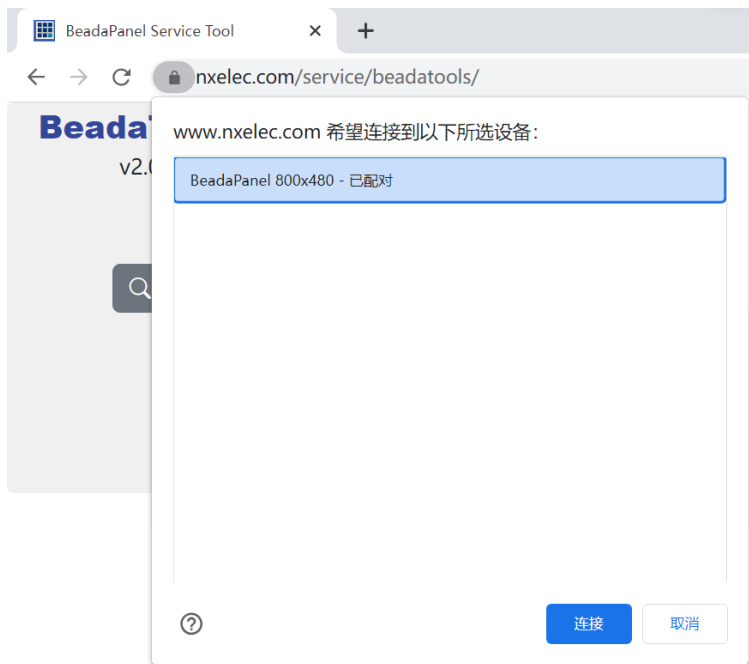 BeadaPanel Service Tool
nxelec.com/service/beadatools/
Beada
v2.0
www.nxelec.com 希望连接到以下所选设备：
BeadaPanel 800x480 - 已配对
连接
取消